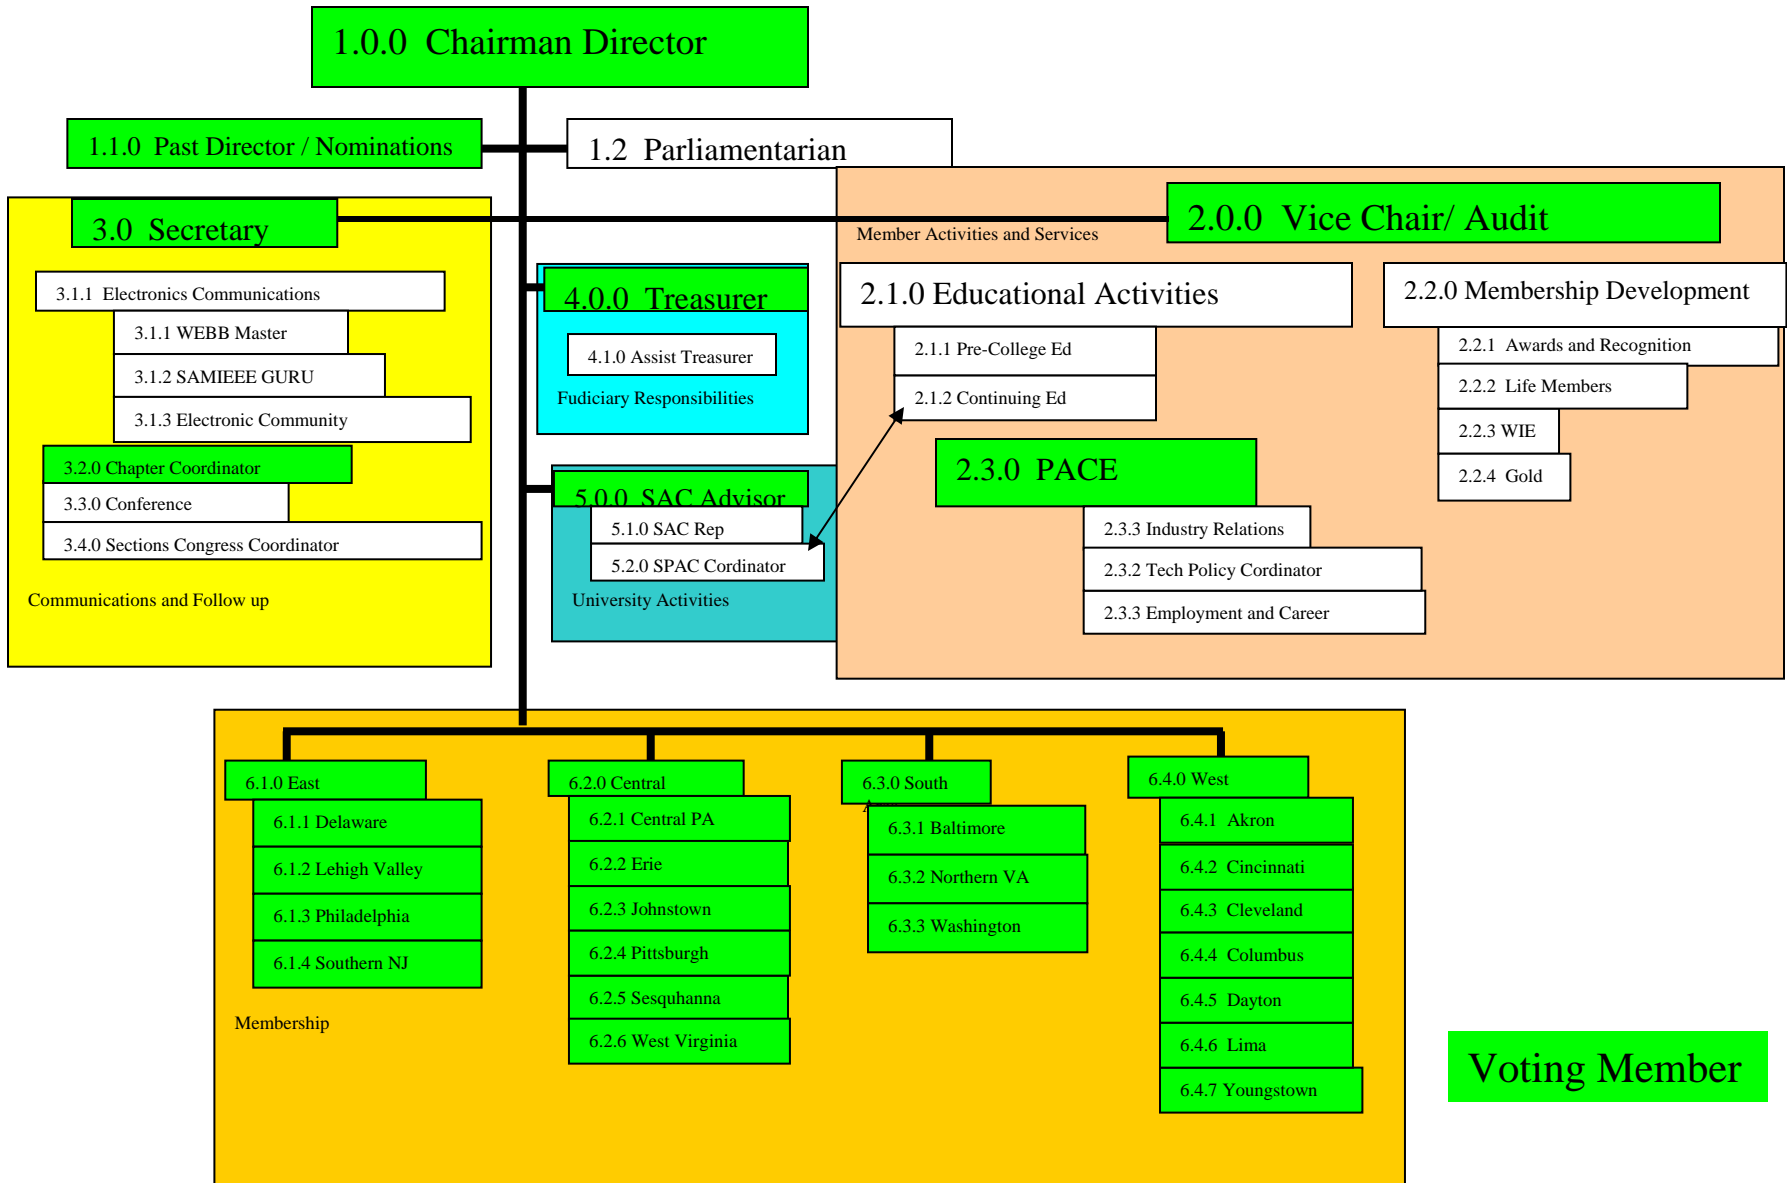 1.0.0 Chairman Director
1.1.0 Past Director / Nominations
1.2 Parliamentarian
3.0 Secretary
2.0.0 Vice Chair/ Audit
Member Activities and Services
3.1.1 Electronics Communications
3.1.1 WEBB Master
3.1.2 SAMIEEE GURU
3.1.3 Electronic Community
3.2.0 Chapter Coordinator
3.3.0 Conference
3.4.0 Sections Congress Coordinator
Communications and Follow up
4.0.0 Treasurer
4.1.0 Assist Treasurer
Fudiciary Responsibilities
5.0.0 SAC Advisor
5.1.0 SAC Rep
5.2.0 SPAC Cordinator
University Activities
2.1.0 Educational Activities
2.1.1 Pre-College Ed
2.1.2 Continuing Ed
2.2.0 Membership Development
2.2.1 Awards and Recognition
2.2.2 Life Members
2.2.3 WIE
2.2.4 Gold
2.3.0 PACE
2.3.3 Industry Relations
2.3.2 Tech Policy Cordinator
2.3.3 Employment and Career
6.1.0 East
6.1.1 Delaware
6.1.2 Lehigh Valley
6.1.3 Philadelphia
6.1.4 Southern NJ
Membership
6.2.0 Central
6.2.1 Central PA
6.2.2 Erie
6.2.3 Johnstown
6.2.4 Pittsburgh
6.2.5 Sesquhanna
6.2.6 West Virginia
6.3.0 South
6.3.1 Baltimore
6.3.2 Northern VA
6.3.3 Washington
6.4.0 West
6.4.1 Akron
6.4.2 Cincinnati
6.4.3 Cleveland
6.4.4 Columbus
6.4.5 Dayton
6.4.6 Lima
6.4.7 Youngstown
Voting Member